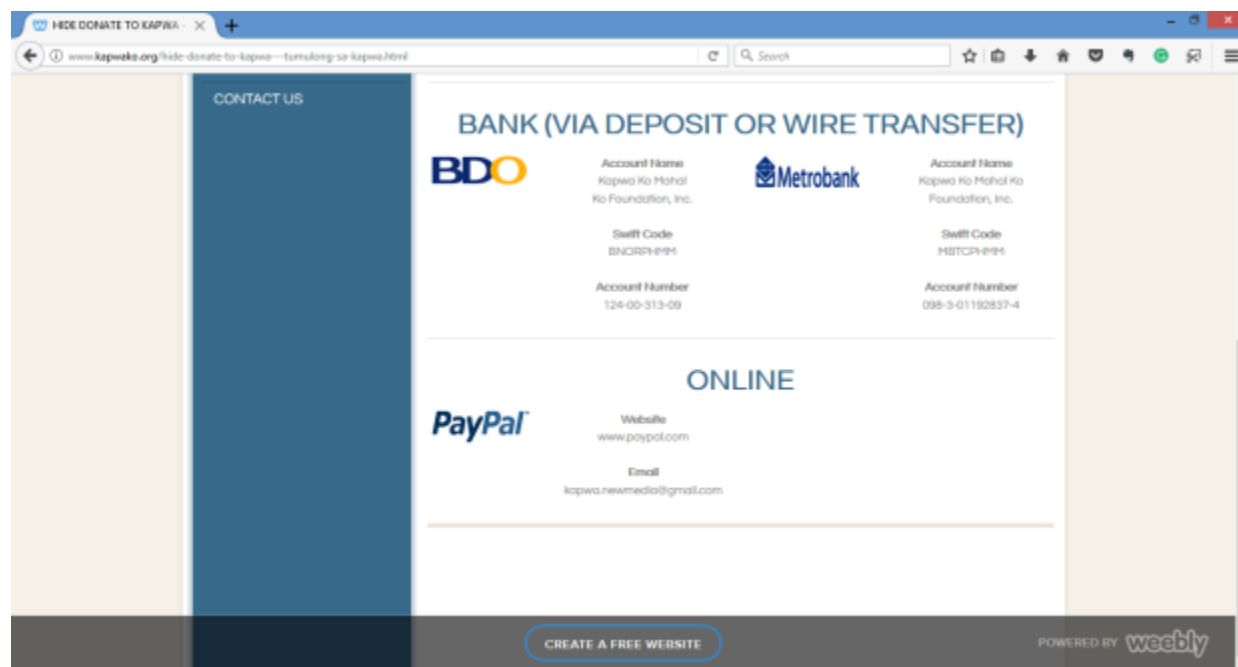 HIDE DONATE TO KAPWA -
www.kapwako.org/hide-donate-to-kapwa---tumulong-sa-kapwa.html
Search
CONTACT US
BANK (VIA DEPOSIT OR WIRE TRANSFER)
BDO
Account Name
Kapwa Ko Mahal
Ko Foundation, Inc.
Swift Code
BNORPHMM
Account Number
124-00-313-09
Metrobank
Account Name
Kapwa Ko Mahal Ko
Foundation, Inc.
Swift Code
MBTCPHMM
Account Number
098-3-01192837-4
ONLINE
PayPal
Website
www.paypal.com
Email
kapwa.newmedia@gmail.com
CREATE A FREE WEBSITE
POWERED BY weebly